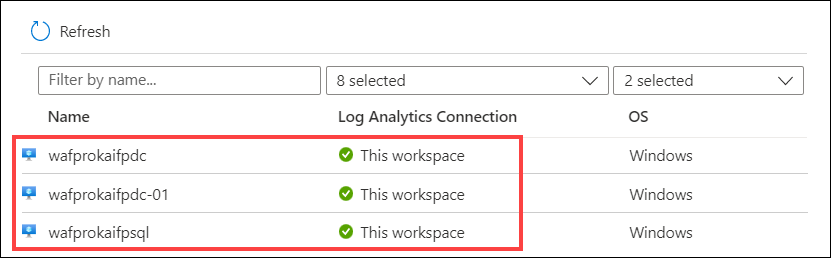 Refresh
Filter by name... 8 selected 2 selected
Name Log Analytics Connection OS
wafprokaifpdc This workspace Windows
wafprokaifpdc-01 This workspace Windows
wafprokaifpsql This workspace Windows